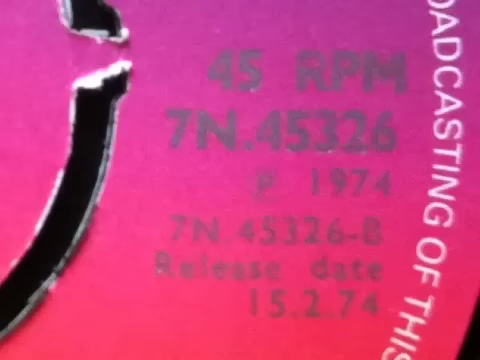 45 RPM
7N.45326
℗ 1974
7N.45326-B
Release date
15.2.74
OADCASTING OF THIS